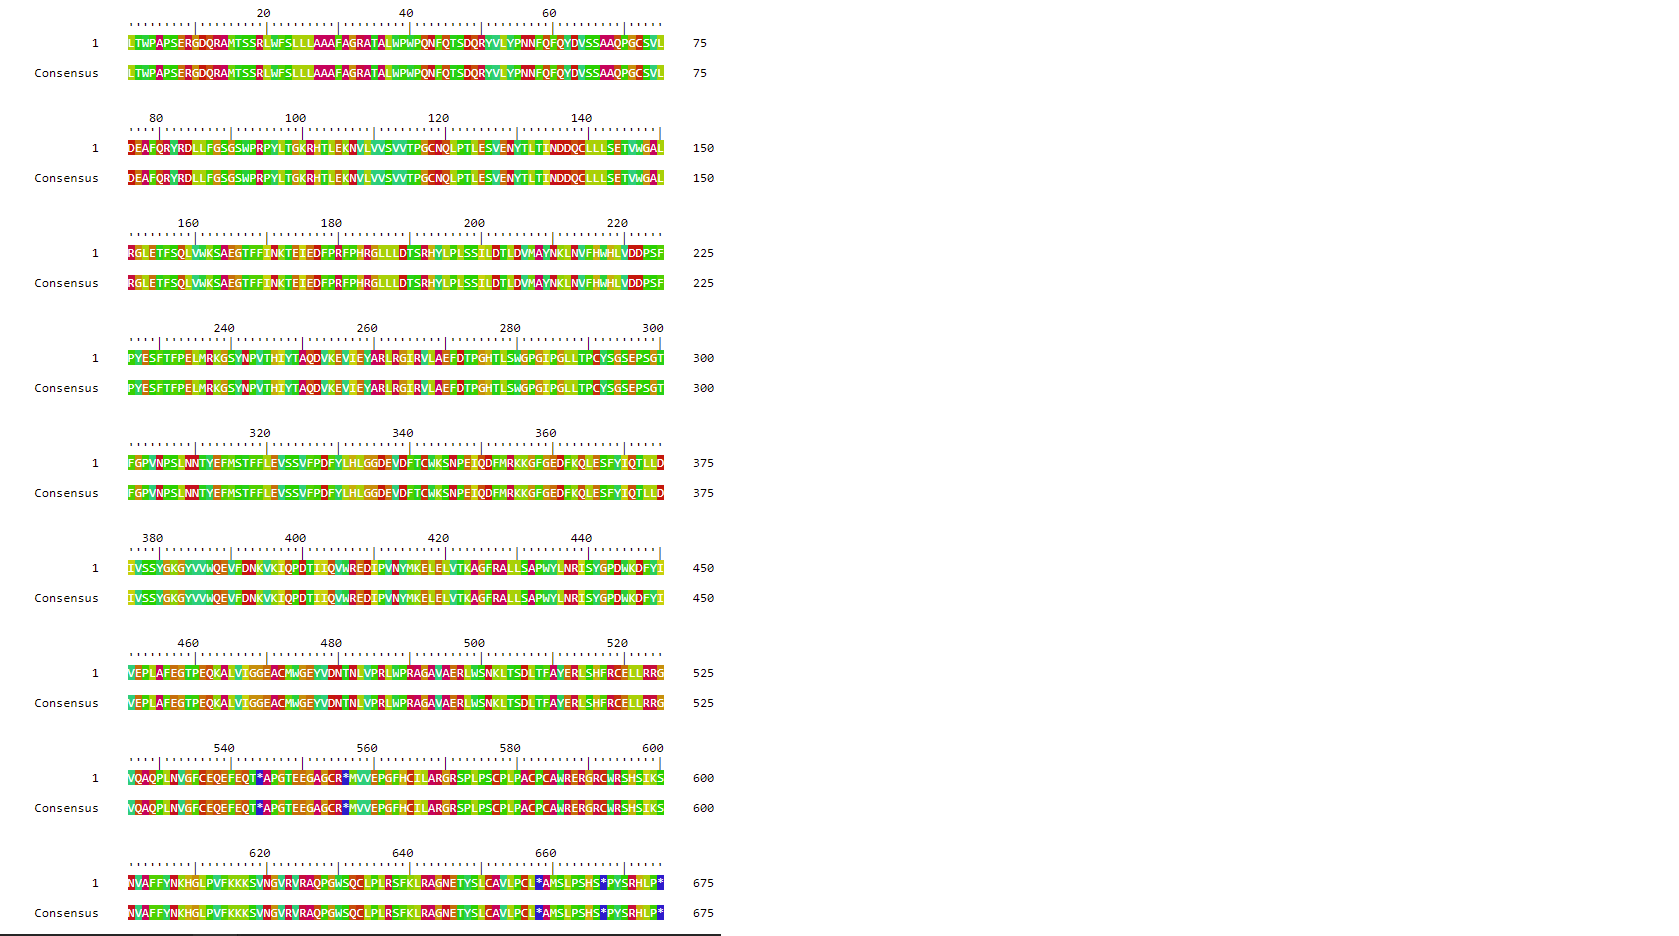 20 40 60
1 LTWPAPSERGDQRAMTSSRLWFSLLLAAAFAGRATALWPWPQNFQTSDQRYVLYPNNFQFQYDVSSAAQPGCSVL 75
Consensus LTWPAPSERGDQRAMTSSRLWFSLLLAAAFAGRATALWPWPQNFQTSDQRYVLYPNNFQFQYDVSSAAQPGCSVL 75
80 100 120 140
1 DEAFQRYRDLLFGSGSWPRPYLTGKRHTLEKNVLVVSVVTPGCNQLPTLESVENYTLTINDDQCLLLSETVWGAL 150
Consensus DEAFQRYRDLLFGSGSWPRPYLTGKRHTLEKNVLVVSVVTPGCNQLPTLESVENYTLTINDDQCLLLSETVWGAL 150
160 180 200 220
1 RGLETFSQLVWKSAEGTFFINKTEIEDFPRFPHRGLLLDTSRHYLPLSSILDTLDVMAYNKLNVFHWHLVDDPSF 225
Consensus RGLETFSQLVWKSAEGTFFINKTEIEDFPRFPHRGLLLDTSRHYLPLSSILDTLDVMAYNKLNVFHWHLVDDPSF 225
240 260 280 300
1 PYESFTFPELMRKGSYNPVTHIYTAQDVKEVIEYARLRGIRVLAEFDTPGHTLSWGPGIPGLLTPCYSGSEPSGT 300
Consensus PYESFTFPELMRKGSYNPVTHIYTAQDVKEVIEYARLRGIRVLAEFDTPGHTLSWGPGIPGLLTPCYSGSEPSGT 300
320 340 360
1 FGPVNPSLNNTYEFMSTFFLEVSSVFPDFYLHLGGDEVDFTCWKSNPEIQDFMRKKGFGEDFKQLESFYIQTLLD 375
Consensus FGPVNPSLNNTYEFMSTFFLEVSSVFPDFYLHLGGDEVDFTCWKSNPEIQDFMRKKGFGEDFKQLESFYIQTLLD 375
380 400 420 440
1 IVSSYGKGYVVWQEVFDNKVKIQPDTIIQVWREDIPVNYMKELELVTKAGFRALLSAPWYLNRISYGPDWKDFYI 450
Consensus IVSSYGKGYVVWQEVFDNKVKIQPDTIIQVWREDIPVNYMKELELVTKAGFRALLSAPWYLNRISYGPDWKDFYI 450
460 480 500 520
1 VEPLAFEGTPEQKALVIGGEACMWGEYVDNTNLVPRLWPRAGAVAERLWSNKLTSDLTFAYERLSHFRCELLRRG 525
Consensus VEPLAFEGTPEQKALVIGGEACMWGEYVDNTNLVPRLWPRAGAVAERLWSNKLTSDLTFAYERLSHFRCELLRRG 525
540 560 580 600
1 VQAQPLNVGFCEQEFEQT*APGTEEGAGCR*MVVEPGFHCILARGRSPLPSCPLPACPCAWRERGRCWRSHSIKS 600
Consensus VQAQPLNVGFCEQEFEQT*APGTEEGAGCR*MVVEPGFHCILARGRSPLPSCPLPACPCAWRERGRCWRSHSIKS 600
620 640 660
1 NVAFFYNKHGLPVFKKKSVNGVRVRAQPGWSQCLPLRSFKLRAGNETYSLCAVLPCL*AMSLPSHS*PYSRHLP* 675
Consensus NVAFFYNKHGLPVFKKKSVNGVRVRAQPGWSQCLPLRSFKLRAGNETYSLCAVLPCL*AMSLPSHS*PYSRHLP* 675